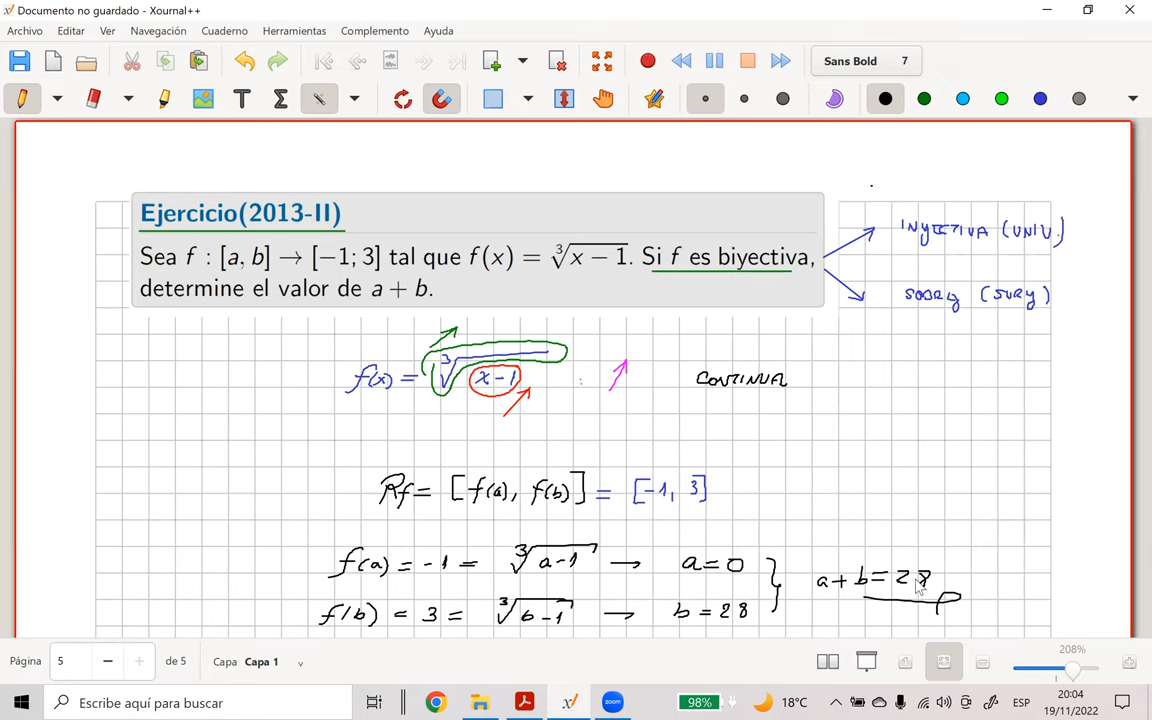 Documento no guardado - Xournal++
Archivo Editar Ver Navegación Cuaderno Herramientas Complemento Ayuda
Sans Bold 7
Ejercicio(2013-II)
Sea f : [a, b] → [−1; 3] tal que f(x) = ∛(x − 1). Si f es biyectiva,
determine el valor de a + b.
INYECTIVA (UNIV.)
SOBREY (SURY)
f(x) = ∛(x-1)
CONTINUA
Rf = [f(a), f(b)] = [-1, 3]
f(a) = -1 = ∛(a-1) → a=0
f(b) = 3 = ∛(b-1) → b=28
a+b=28
Página 5 de 5 Capa Capa 1
208%
Escribe aquí para buscar
zoom
98%
18°C
ESP
20:04
19/11/2022